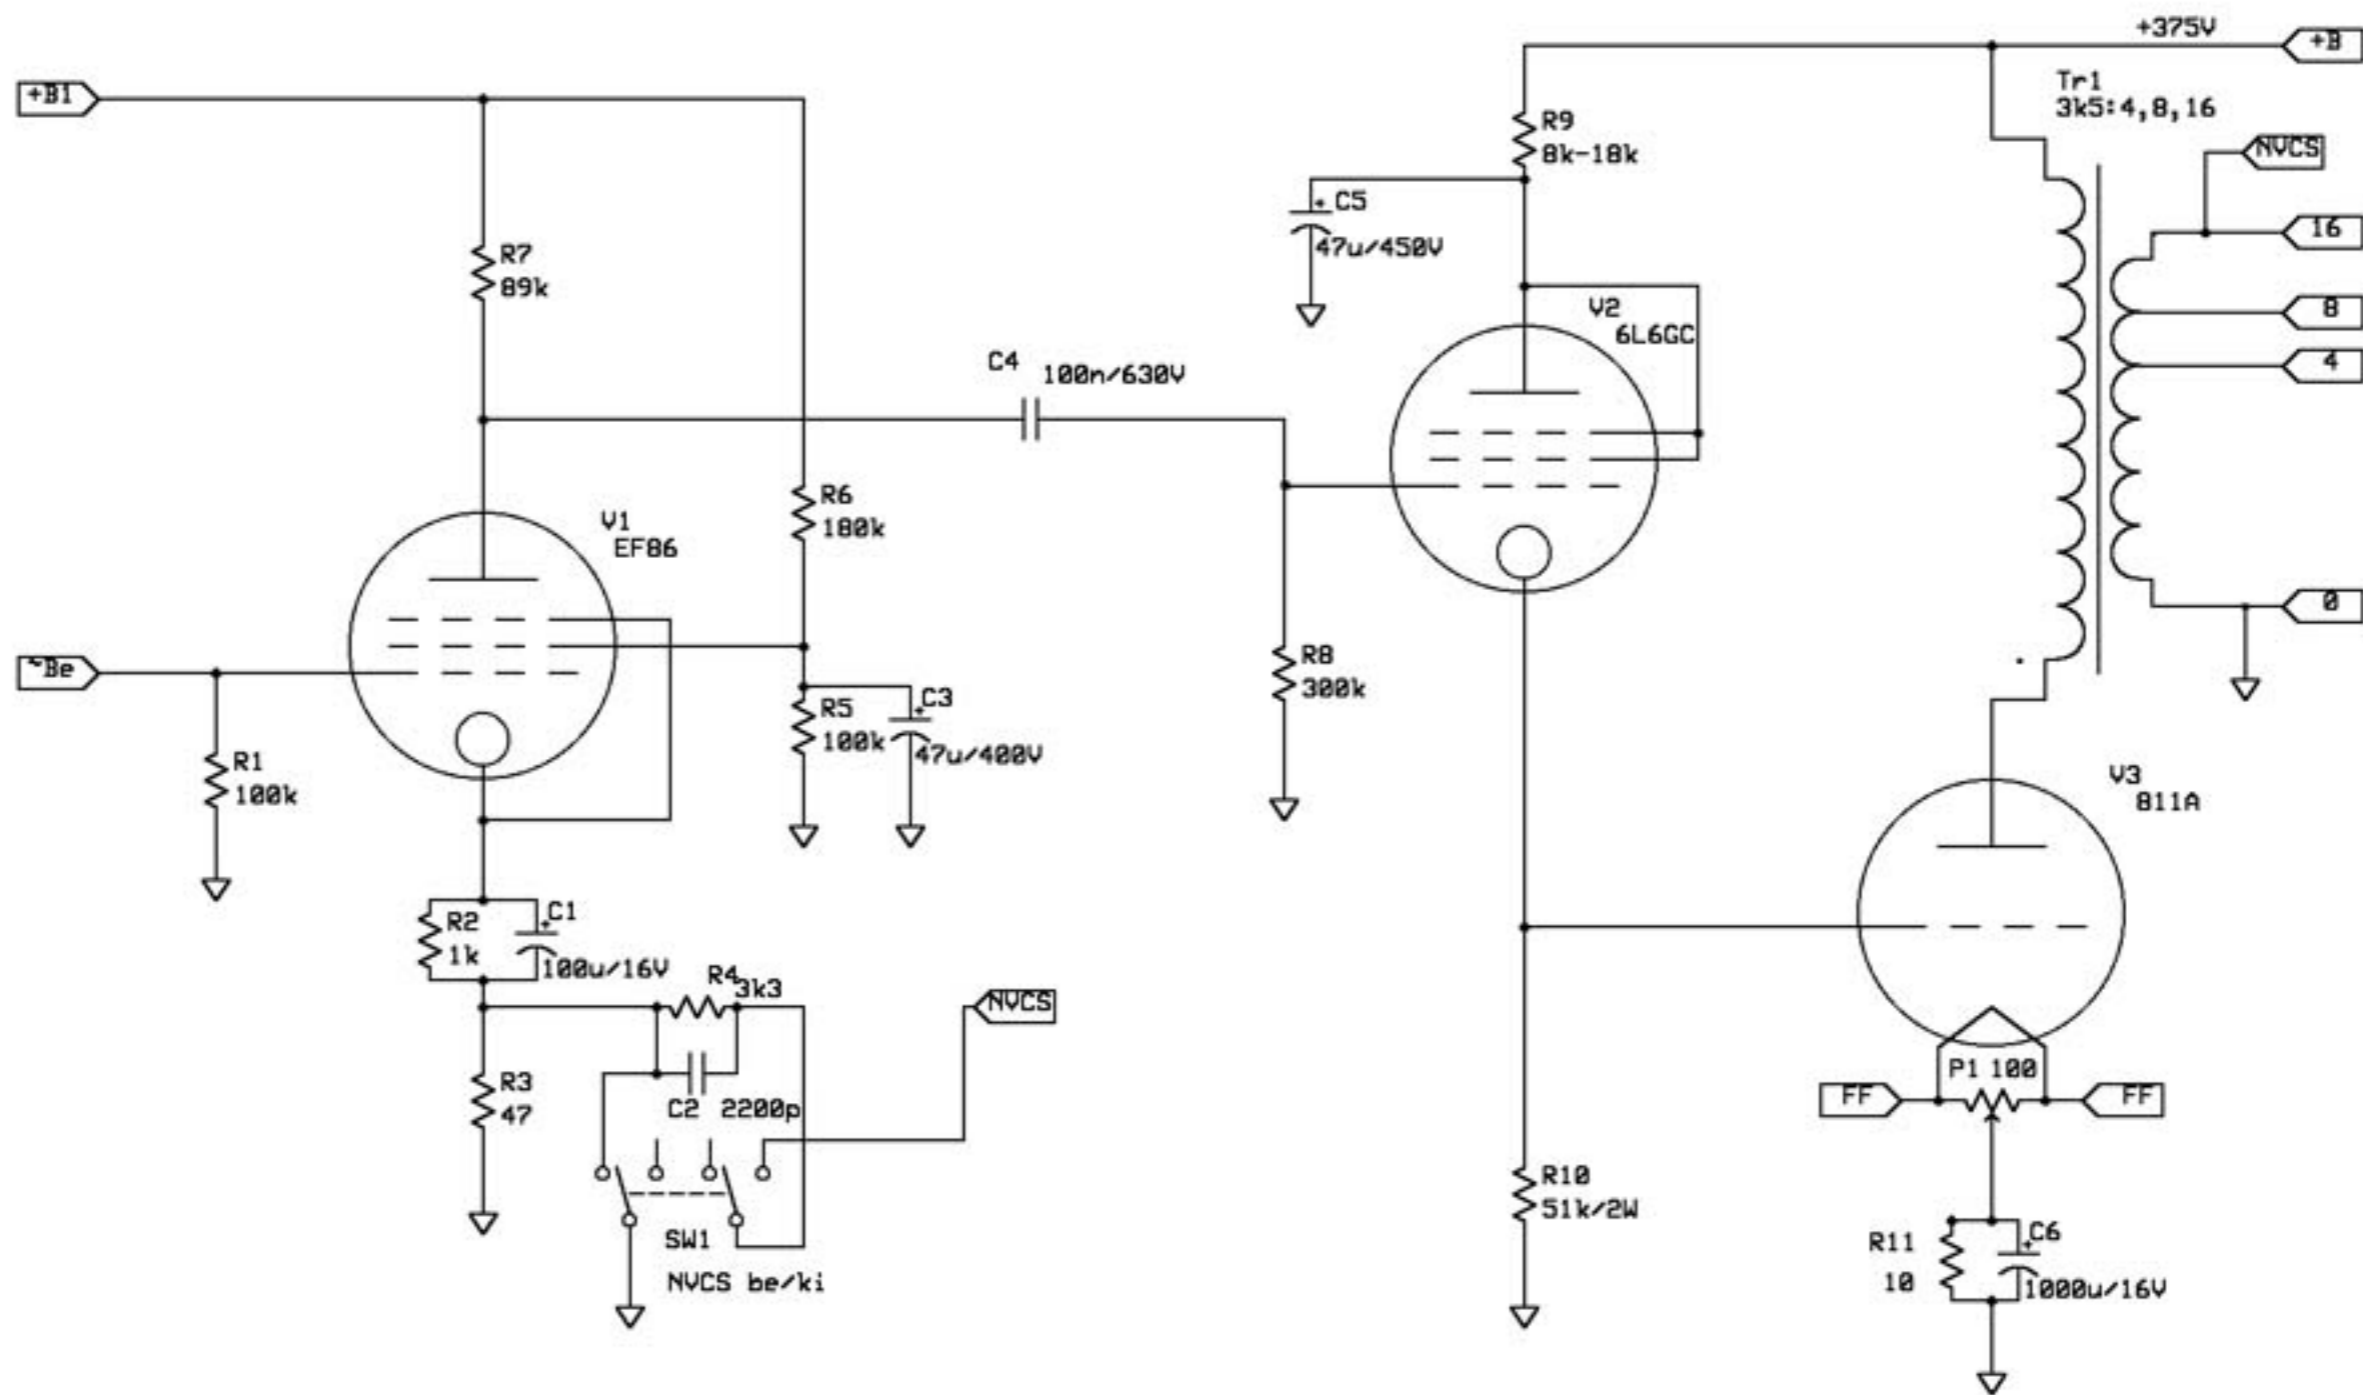 +B1
R7
89k
V1
EF86
R6
180k
~Be
R1
100k
R5
100k
C3
47u/400V
R2
1k
C1
100u/16V
R4
3k3
NVCS
R3
47
C2 2200p
SW1
NVCS be/ki
C4 100n/630V
R8
300k
+375V
+B
R9
8k-18k
C5
47u/450V
V2
6L6GC
Tr1
3k5:4,8,16
NVCS
16
8
4
0
V3
811A
P1 100
FF
FF
R10
51k/2W
R11
10
C6
1000u/16V